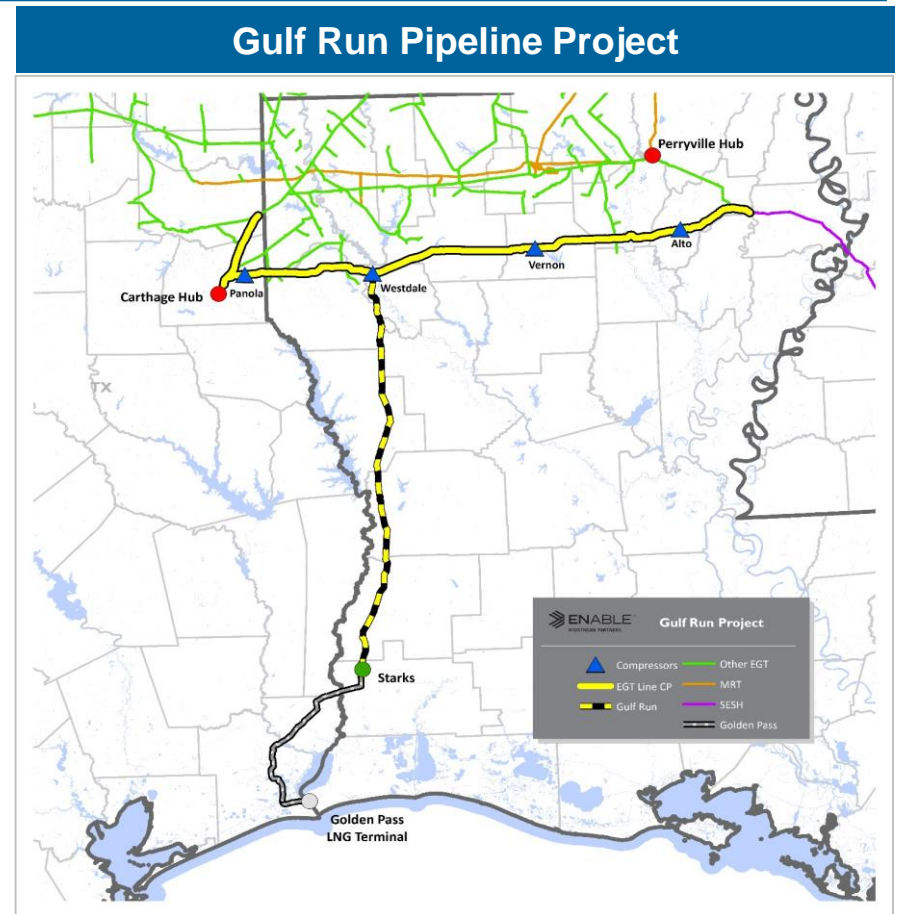 Gulf Run Pipeline Project
Perryville Hub
Alto
Vernon
Carthage Hub
Panola
Westdale
TX
Starks
Golden Pass
LNG Terminal
ENABLE
MIDSTREAM PARTNERS
Gulf Run Project
Compressors
Other EGT
EGT Line CP
MRT
Gulf Run
SESH
Golden Pass